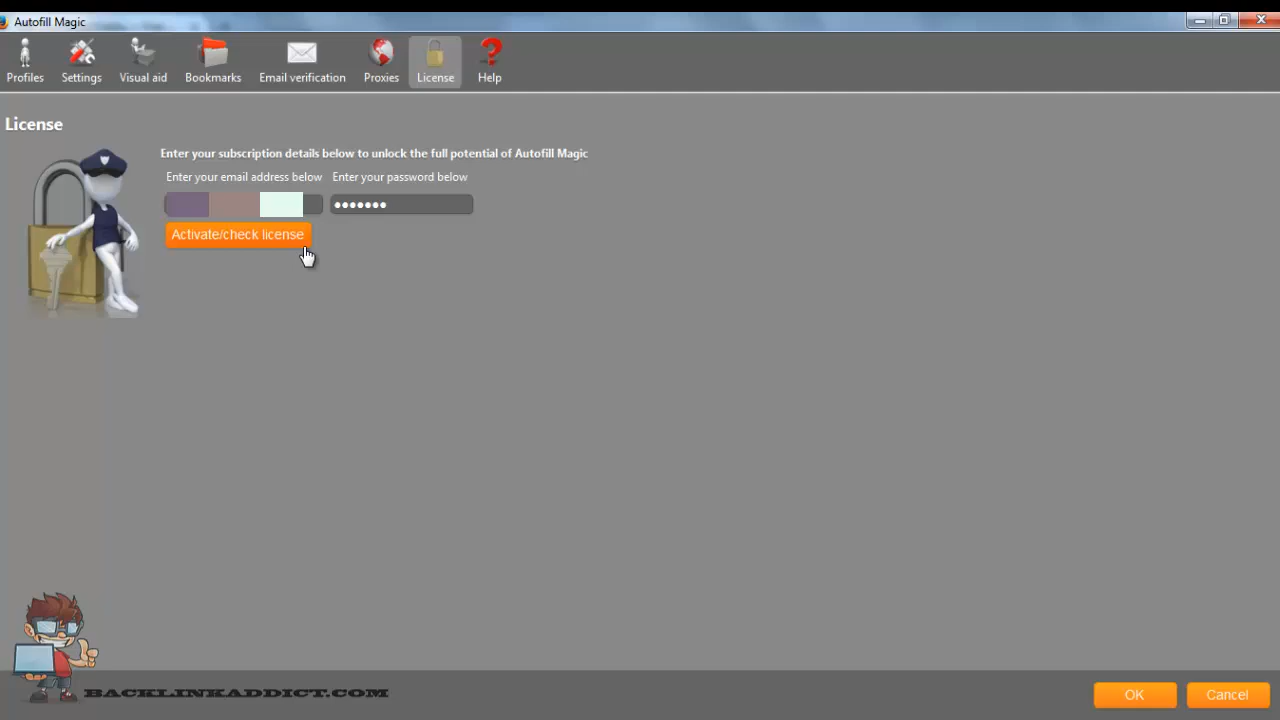 Autofill Magic
Profiles Settings Visual aid Bookmarks Email verification Proxies License Help
License
Enter your subscription details below to unlock the full potential of Autofill Magic
Enter your email address below Enter your password below
•••••••
Activate/check license
BACKLINKADDICT.COM
OK Cancel